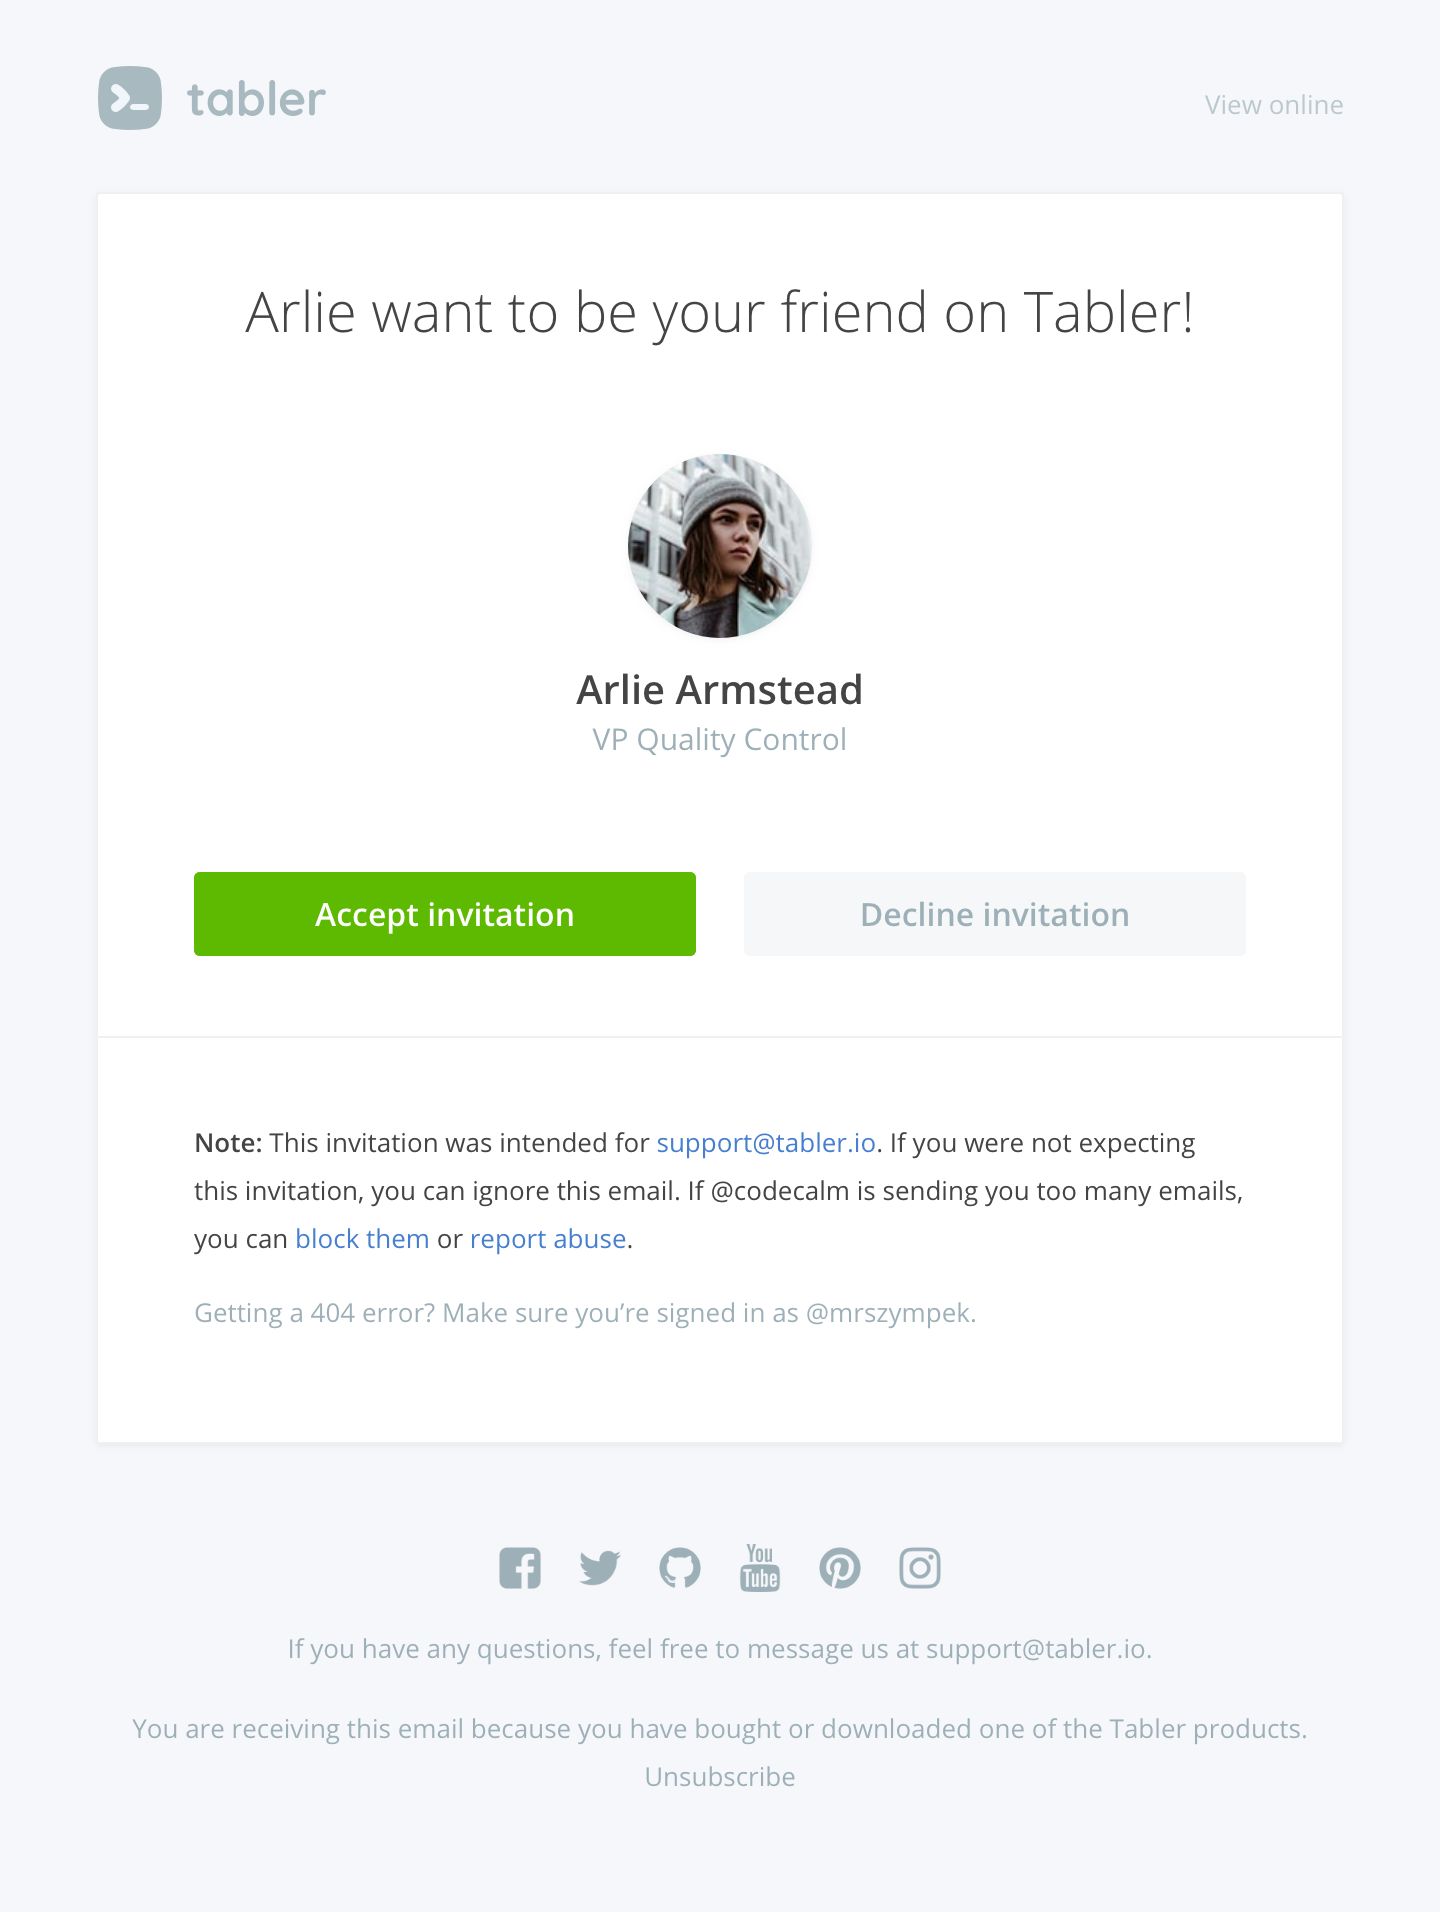 tabler
View online
Arlie want to be your friend on Tabler!
Arlie Armstead
VP Quality Control
Accept invitation
Decline invitation
Note: This invitation was intended for support@tabler.io. If you were not expecting
this invitation, you can ignore this email. If @codecalm is sending you too many emails,
you can block them or report abuse.
Getting a 404 error? Make sure you’re signed in as @mrszympek.
You
Tube
If you have any questions, feel free to message us at support@tabler.io.
You are receiving this email because you have bought or downloaded one of the Tabler products.
Unsubscribe